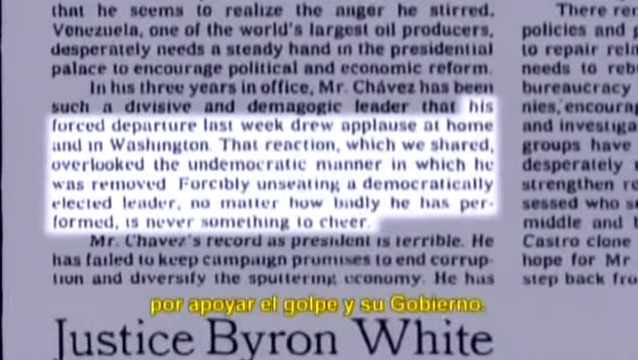 that he seems to realize the anger he stirred.
Venezuela, one of the world's largest oil producers,
desperately needs a steady hand in the presidential
palace to encourage political and economic reform.
In his three years in office, Mr. Chávez has been
such a divisive and demagogic leader that his
forced departure last week drew applause at home
and in Washington. That reaction, which we shared,
overlooked the undemocratic manner in which he
was removed. Forcibly unseating a democratically
elected leader, no matter how badly he has per-
formed, is never something to cheer.
Mr. Chavez's record as president is terrible. He
has failed to keep campaign promises to end corrup-
tion and diversify the sputtering economy. He has
There
policies and
to repair rela
needs to reb
bureaucracy
nies, encourag
and investiga
groups have
desperately
strengthen re
sessed who s
middle and
Castro clone
hope for Mr
step back fro
por apoyar el golpe y su Gobierno.
Justice Byron White